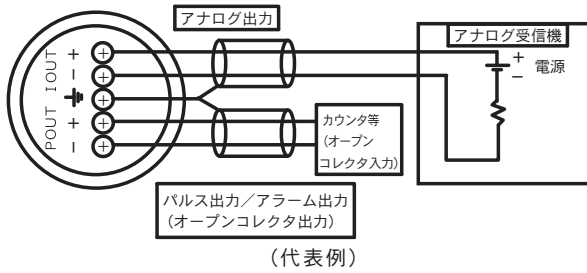 アナログ出力
アナログ受信機
IOUT
+
−
+
−
電源
POUT
+
−
カウンタ等
(オープン
コレクタ入力)
パルス出力／アラーム出力
(オープンコレクタ出力)
(代表例)